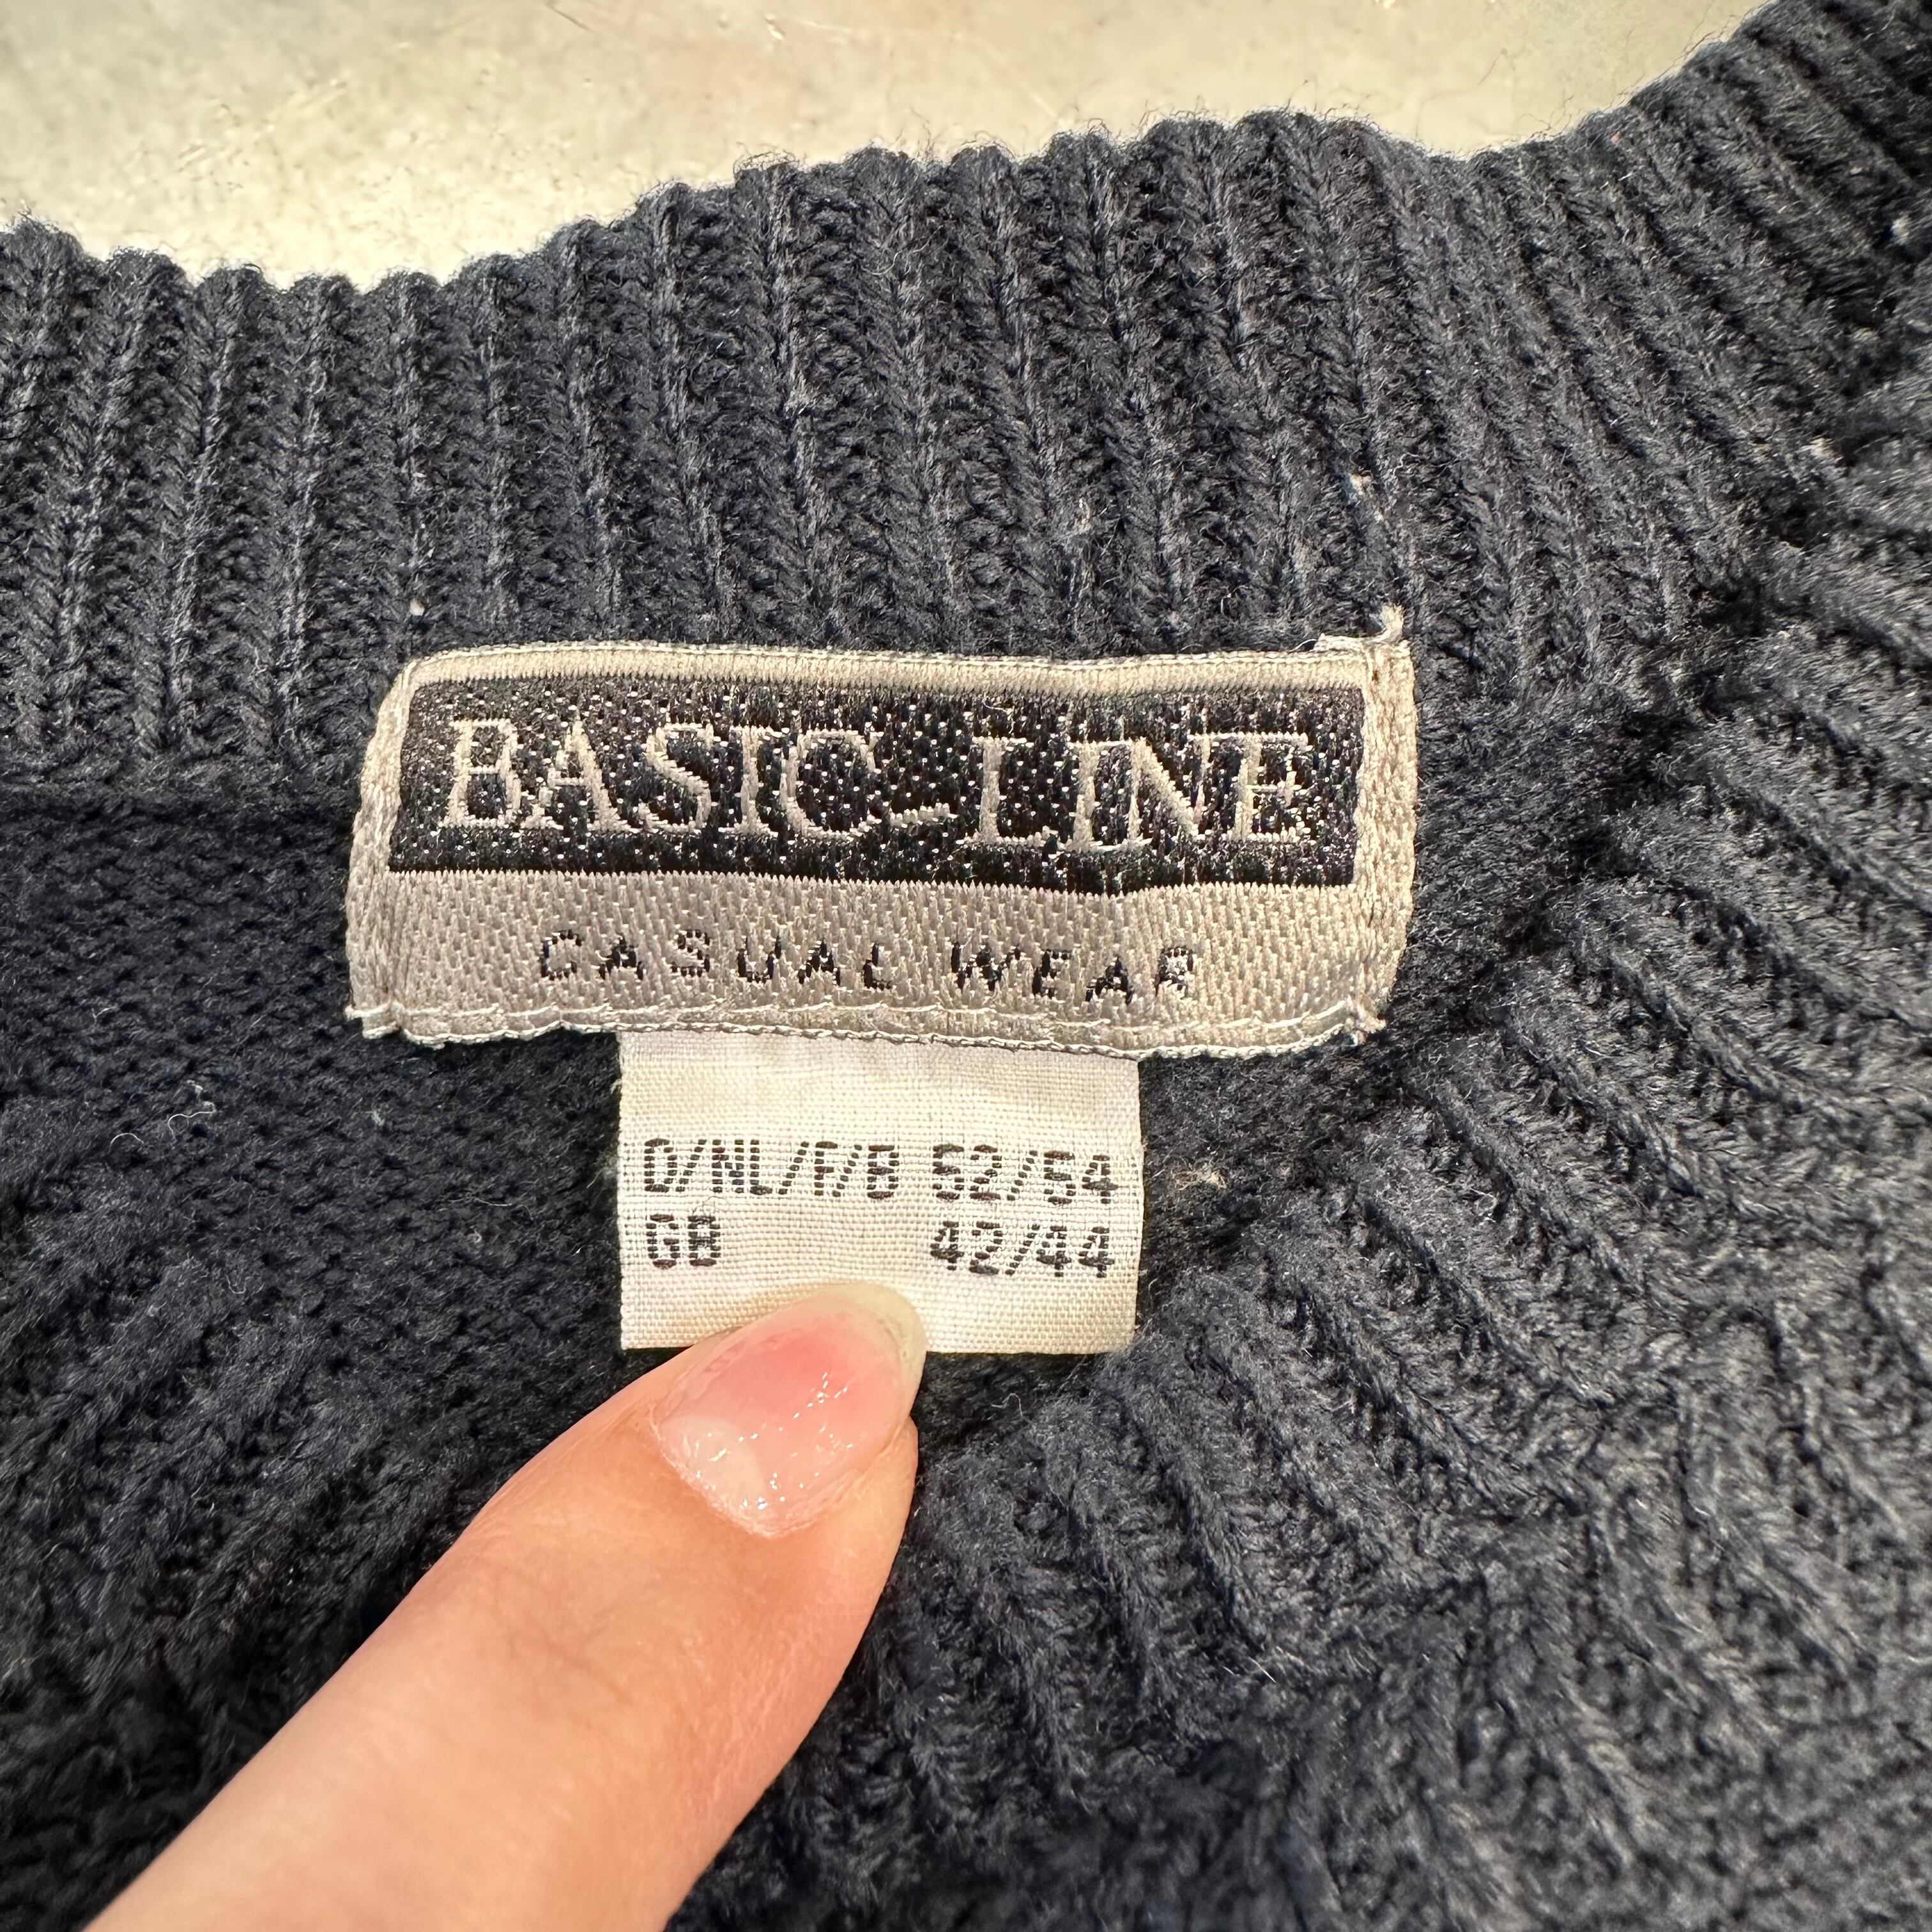 BASIC-LINE
CASUAL WEAR
D/NL/F/B 52/54
GB 42/44